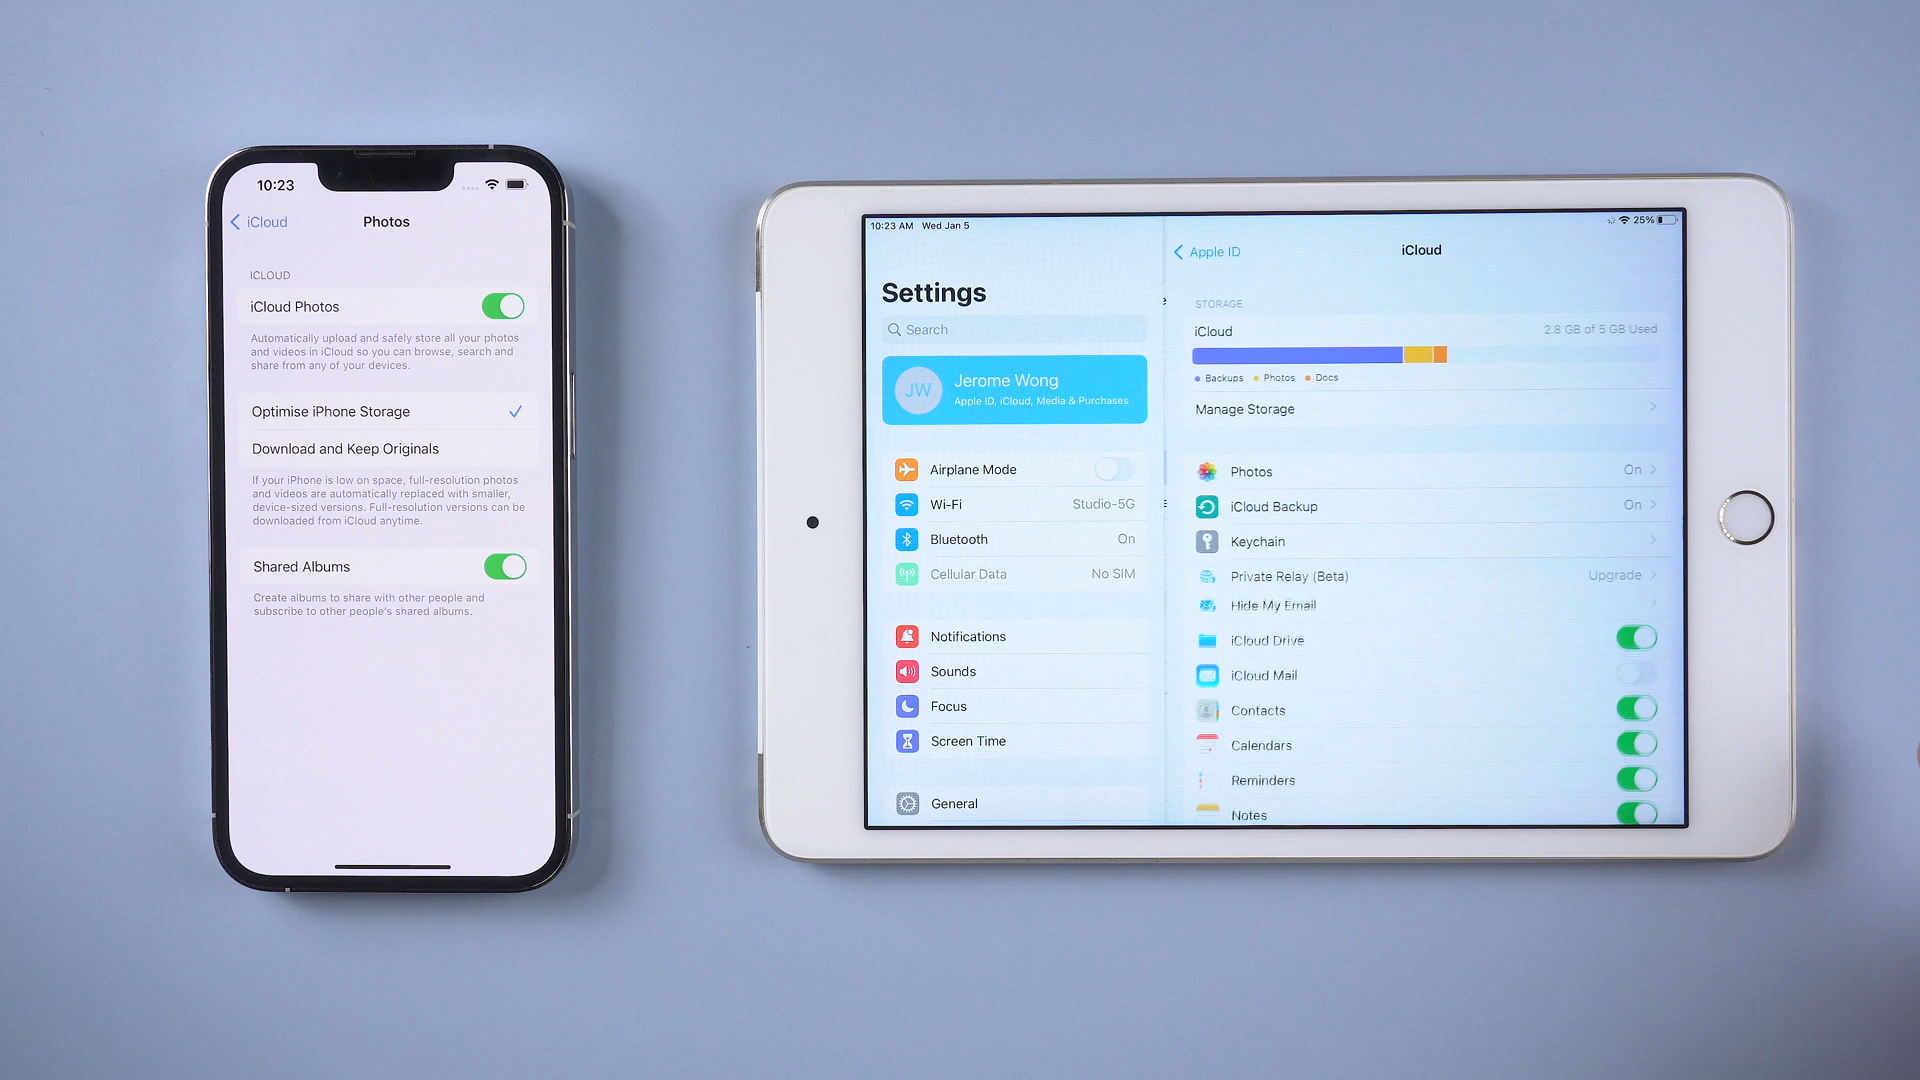 10:23
iCloud
Photos
ICLOUD
iCloud Photos
Automatically upload and safely store all your photos
and videos in iCloud so you can browse, search and
share from any of your devices.
Optimise iPhone Storage
Download and Keep Originals
If your iPhone is low on space, full-resolution photos
and videos are automatically replaced with smaller,
device-sized versions. Full-resolution versions can be
downloaded from iCloud anytime.
Shared Albums
Create albums to share with other people and
subscribe to other people's shared albums.
10:23 AM Wed Jan 5
25%
Settings
Search
JW
Jerome Wong
Apple ID, iCloud, Media & Purchases
Airplane Mode
Wi-Fi Studio-5G
Bluetooth On
Cellular Data No SIM
Notifications
Sounds
Focus
Screen Time
General
Apple ID
iCloud
STORAGE
iCloud 2.8 GB of 5 GB Used
Backups Photos Docs
Manage Storage
Photos On
iCloud Backup On
Keychain
Private Relay (Beta) Upgrade
Hide My Email
iCloud Drive
iCloud Mail
Contacts
Calendars
Reminders
Notes